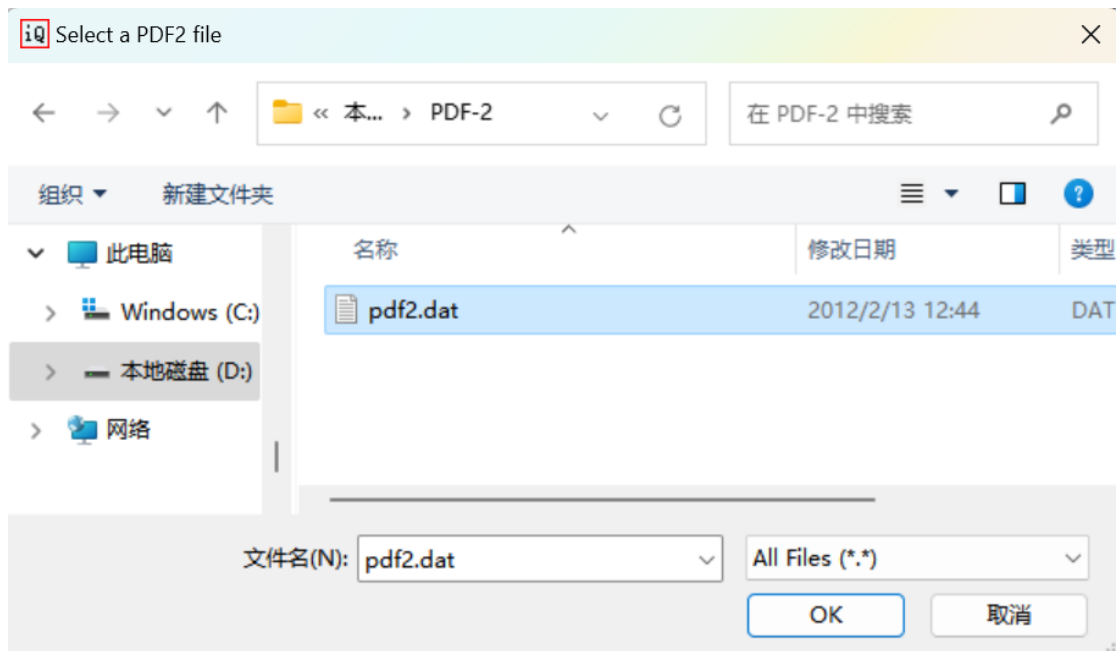 iQ Select a PDF2 file
« 本... › PDF-2
在 PDF-2 中搜索
组织 新建文件夹
?
名称 修改日期 类型
此电脑
Windows (C:)
本地磁盘 (D:)
网络
pdf2.dat 2012/2/13 12:44 DAT
文件名(N): pdf2.dat All Files (*.*)
OK 取消